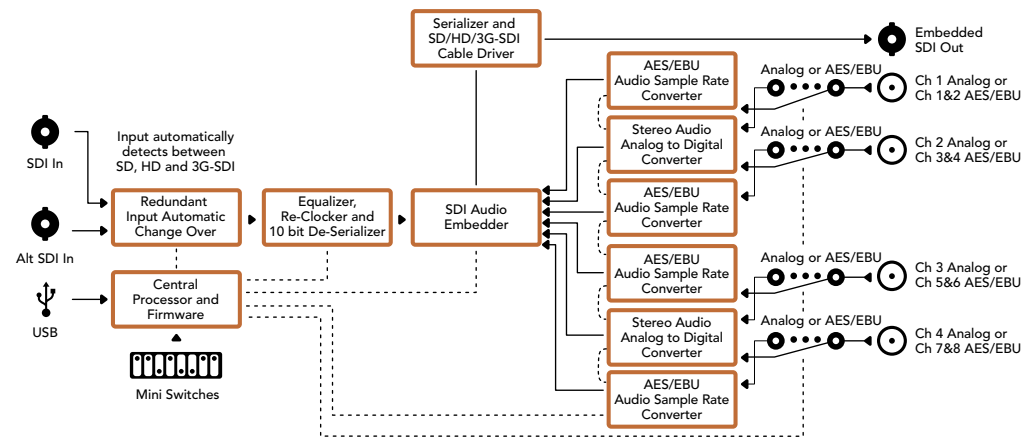 Serializer and
SD/HD/3G-SDI
Cable Driver
Embedded
SDI Out
AES/EBU
Audio Sample Rate
Converter
Analog or AES/EBU
Ch 1 Analog or
Ch 1&2 AES/EBU
SDI In
Input automatically
detects between
SD, HD and 3G-SDI
Stereo Audio
Analog to Digital
Converter
Analog or AES/EBU
Ch 2 Analog or
Ch 3&4 AES/EBU
Alt SDI In
Redundant
Input Automatic
Change Over
Equalizer,
Re-Clocker and
10 bit De-Serializer
SDI Audio
Embedder
AES/EBU
Audio Sample Rate
Converter
USB
Central
Processor and
Firmware
AES/EBU
Audio Sample Rate
Converter
Analog or AES/EBU
Ch 3 Analog or
Ch 5&6 AES/EBU
Stereo Audio
Analog to Digital
Converter
Analog or AES/EBU
Ch 4 Analog or
Ch 7&8 AES/EBU
Mini Switches
AES/EBU
Audio Sample Rate
Converter